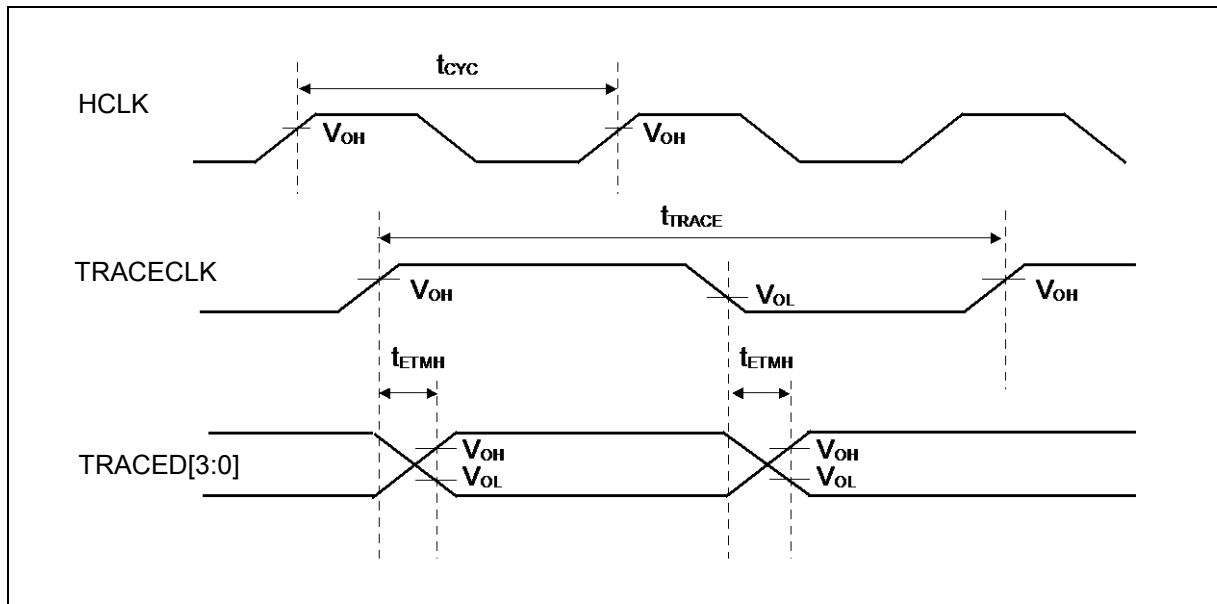 tCYC
HCLK
VOH VOH
tTRACE
TRACECLK
VOH VOL VOH
tETMH tETMH
TRACED[3:0]
VOH VOH
VOL VOL